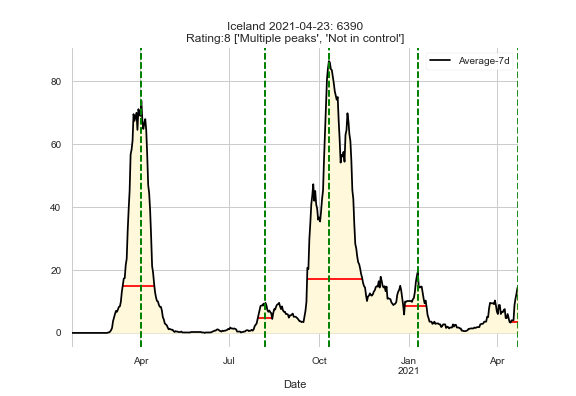 Iceland 2021-04-23: 6390
Rating:8 ['Multiple peaks', 'Not in control']
Average-7d
80
60
40
20
0
Apr
Jul
Oct
Jan
2021
Apr
Date